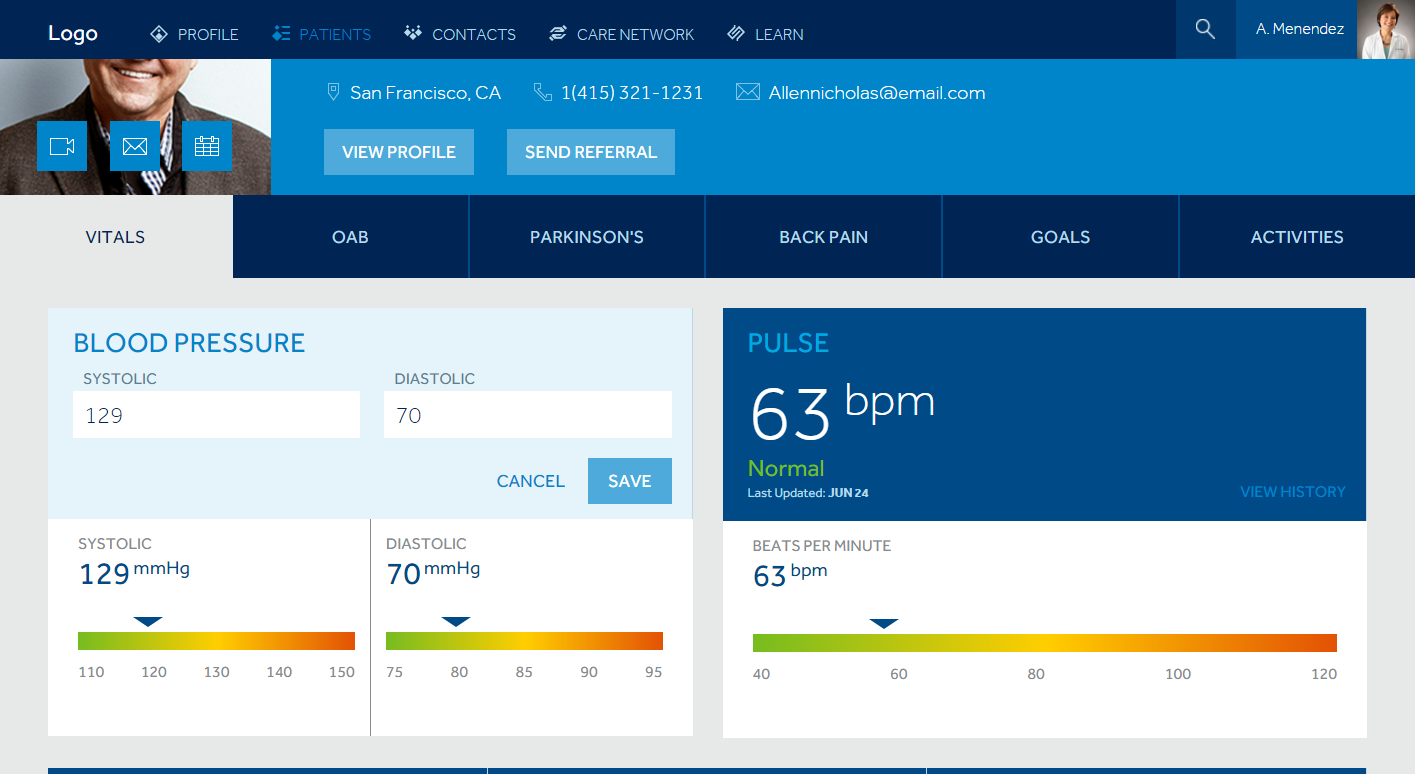 Logo PROFILE PATIENTS CONTACTS CARE NETWORK LEARN A. Menendez
San Francisco, CA 1(415) 321-1231 Allennicholas@email.com
VIEW PROFILE SEND REFERRAL
VITALS OAB PARKINSON'S BACK PAIN GOALS ACTIVITIES
BLOOD PRESSURE
SYSTOLIC DIASTOLIC
129 70
CANCEL SAVE
SYSTOLIC DIASTOLIC
129 mmHg 70 mmHg
110 120 130 140 150 75 80 85 90 95
PULSE
63 bpm
Normal
Last Updated: JUN 24 VIEW HISTORY
BEATS PER MINUTE
63 bpm
40 60 80 100 120